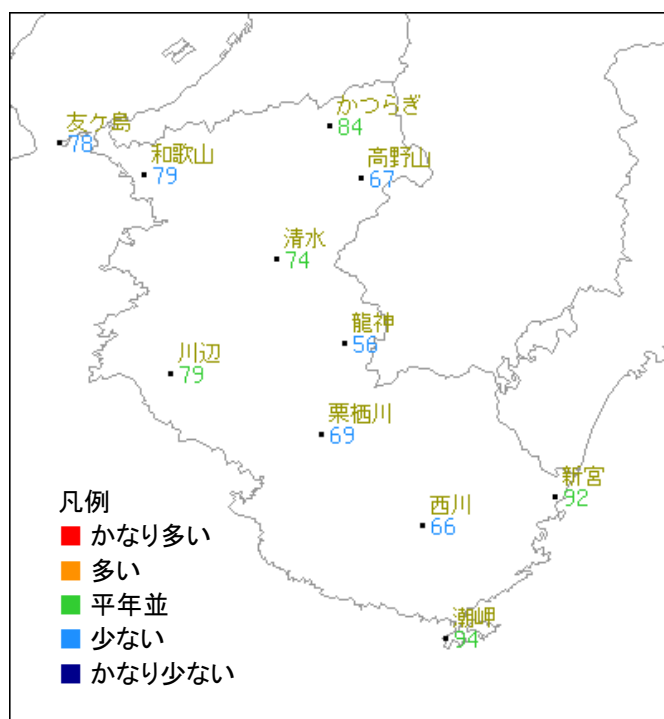 かつらぎ
84
友ケ島
78
和歌山
79
高野山
67
清水
74
龍神
56
川辺
79
栗栖川
69
新宮
92
西川
66
潮岬
94
凡例
かなり多い
多い
平年並
少ない
かなり少ない